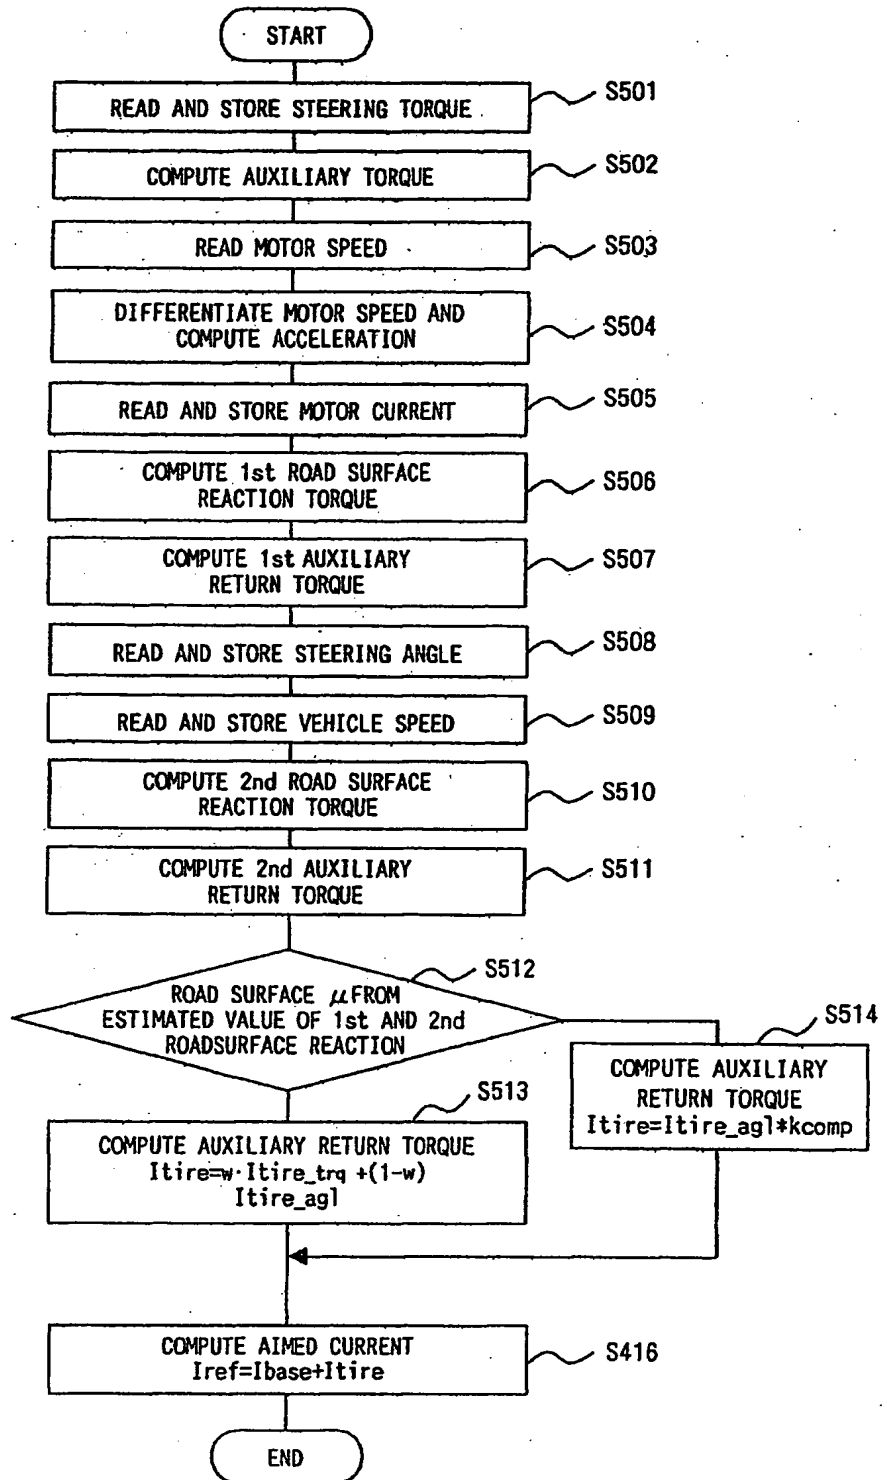 START
READ AND STORE STEERING TORQUE
S501
COMPUTE AUXILIARY TORQUE
S502
READ MOTOR SPEED
S503
DIFFERENTIATE MOTOR SPEED AND
COMPUTE ACCELERATION
S504
READ AND STORE MOTOR CURRENT
S505
COMPUTE 1st ROAD SURFACE
REACTION TORQUE
S506
COMPUTE 1st AUXILIARY
RETURN TORQUE
S507
READ AND STORE STEERING ANGLE
S508
READ AND STORE VEHICLE SPEED
S509
COMPUTE 2nd ROAD SURFACE
REACTION TORQUE
S510
COMPUTE 2nd AUXILIARY
RETURN TORQUE
S511
S512
ROAD SURFACE μ FROM
ESTIMATED VALUE OF 1st AND 2nd
ROADSURFACE REACTION
S514
COMPUTE AUXILIARY
RETURN TORQUE
Itire=Itire_agl*kcomp
S513
COMPUTE AUXILIARY RETURN TORQUE
Itire=w·Itire_trq +(1-w)
Itire_agl
COMPUTE AIMED CURRENT
Iref=Ibase+Itire
S416
END